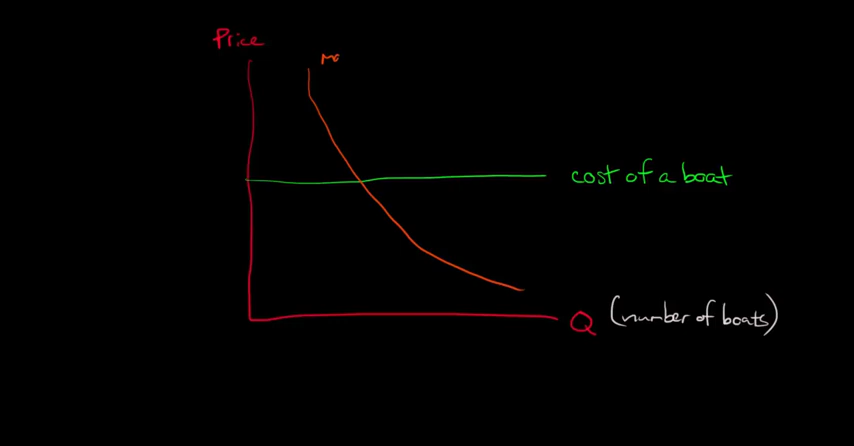 Price
cost of a boat
Q (number of boats)